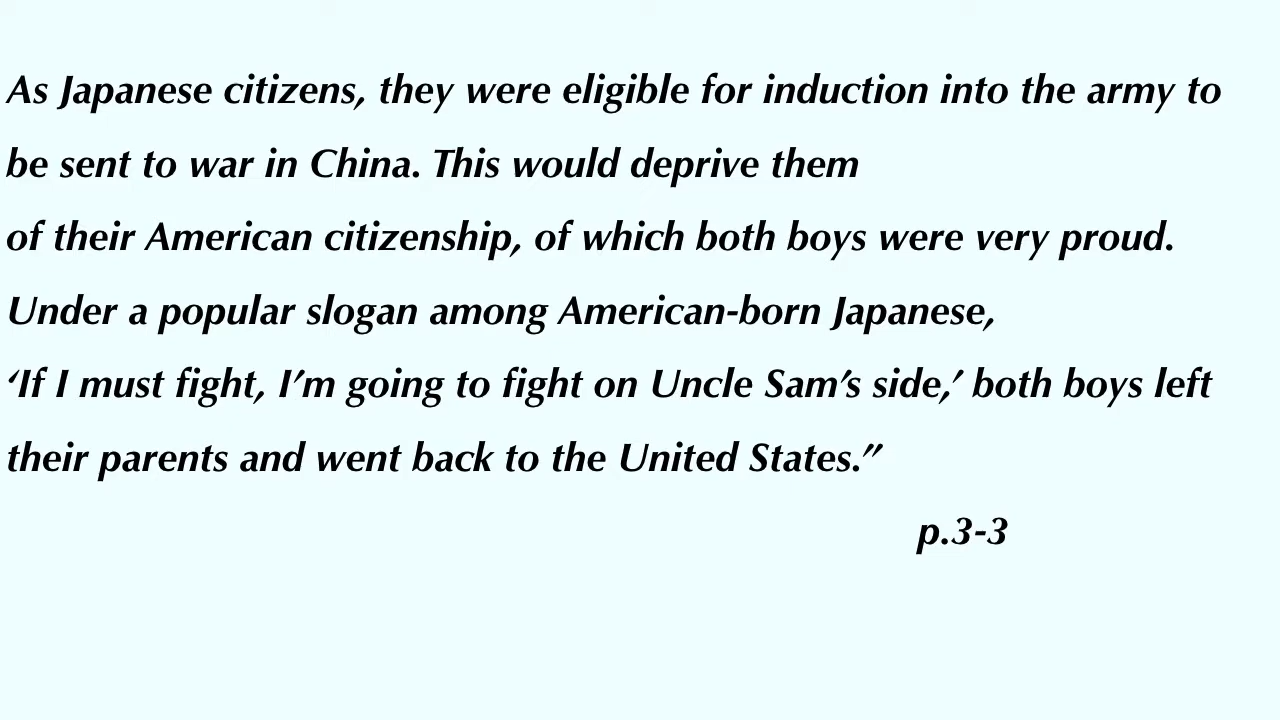 As Japanese citizens, they were eligible for induction into the army to
be sent to war in China. This would deprive them
of their American citizenship, of which both boys were very proud.
Under a popular slogan among American-born Japanese,
‘If I must fight, I’m going to fight on Uncle Sam’s side,’ both boys left
their parents and went back to the United States.”
p.3-3